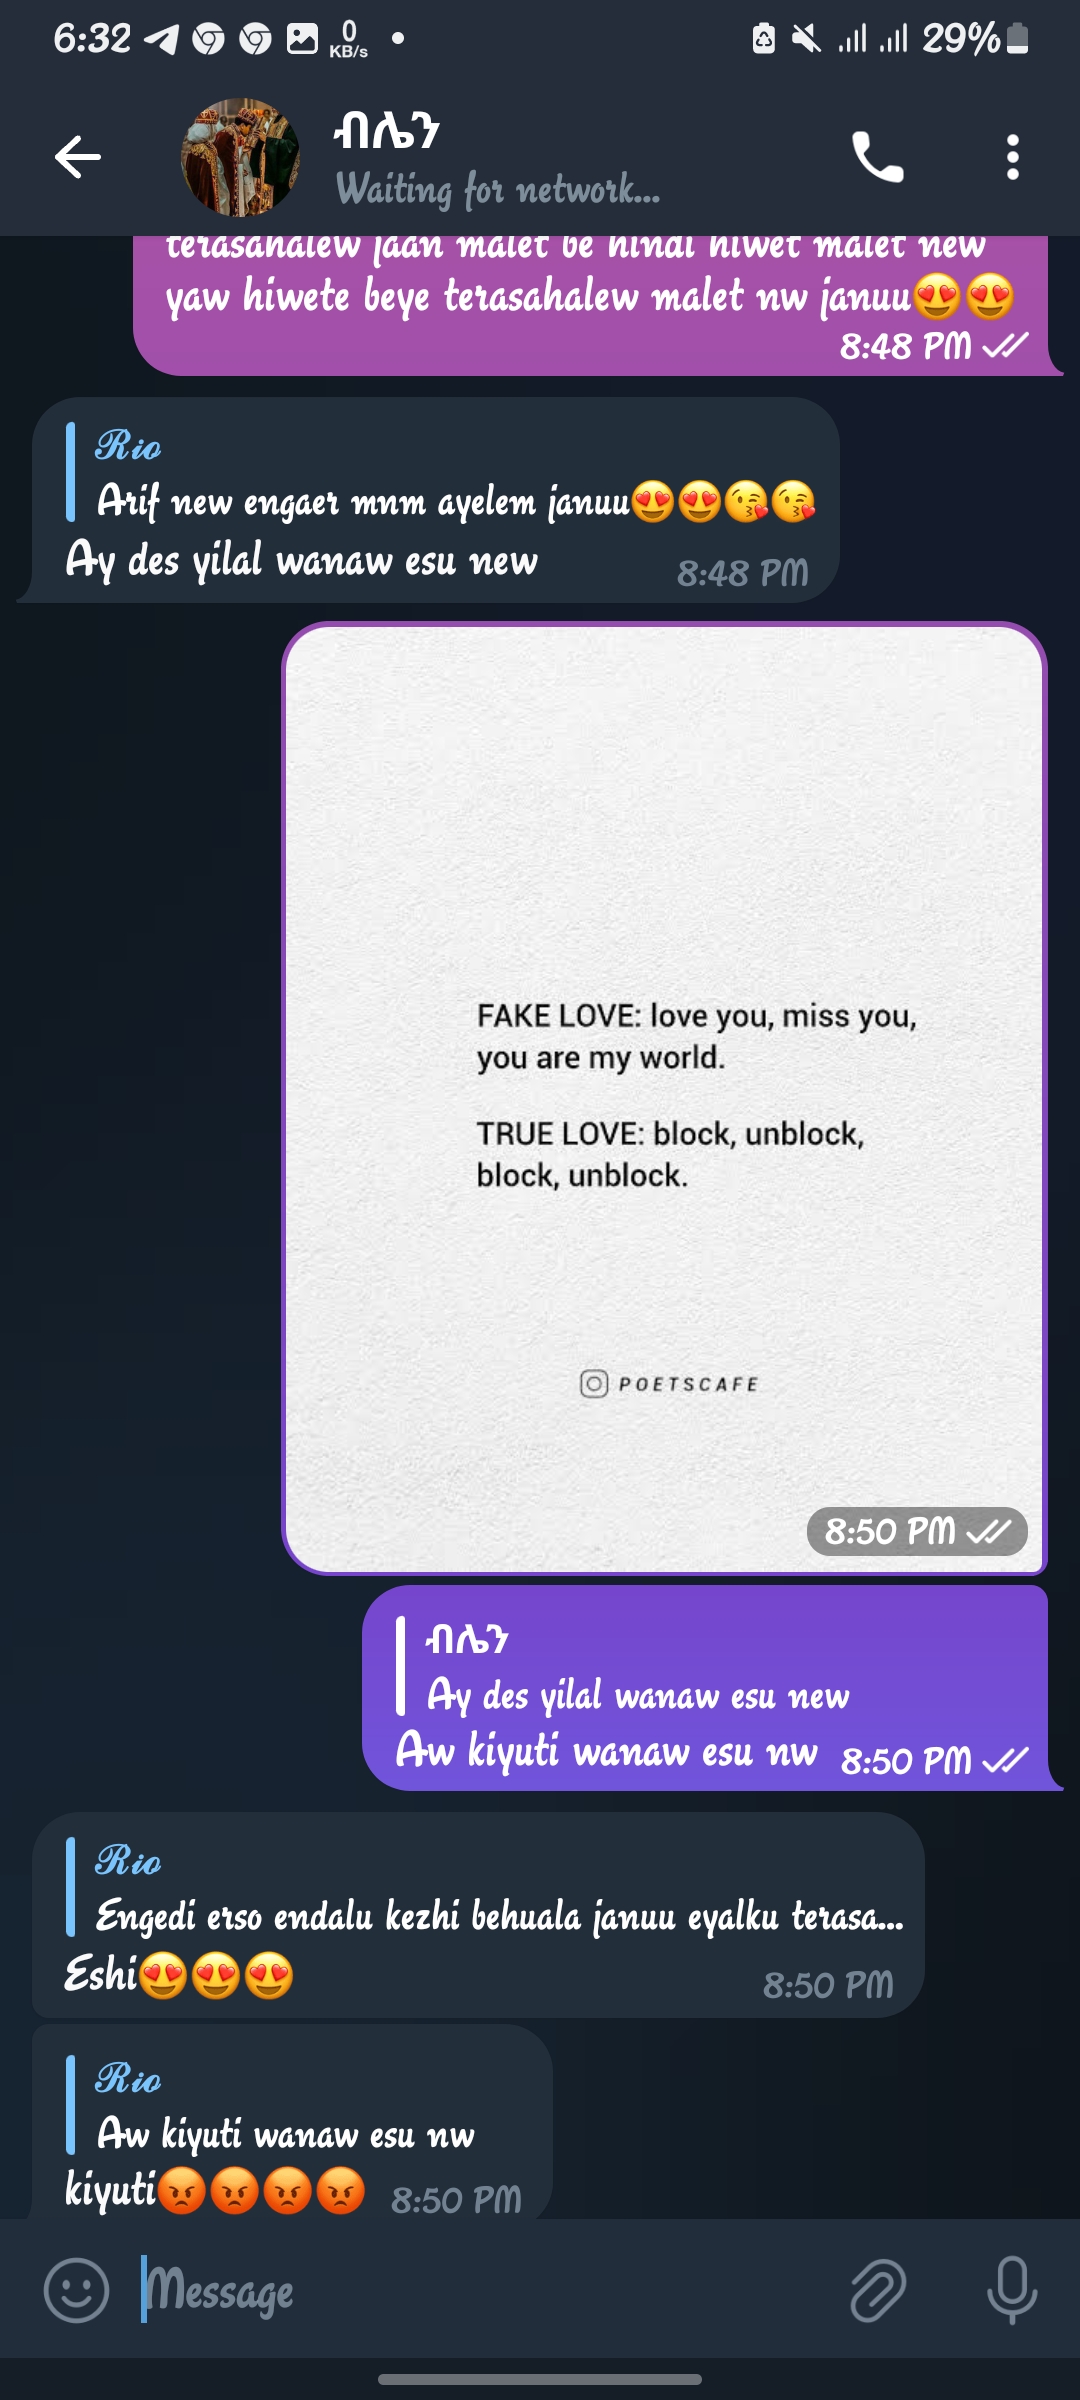 6:32
0
KB/s
29%
ብሌን
Waiting for network...
terasahalew jaan malet be hindi hiwet malet new
yaw hiwete beye terasahalew malet nw januu😍😍
8:48 PM
Rio
Arif new engaer mnm ayelem januu😍😍😘😘
Ay des yilal wanaw esu new
8:48 PM
FAKE LOVE: love you, miss you,
you are my world.
TRUE LOVE: block, unblock,
block, unblock.
POETSCAFE
8:50 PM
ብሌን
Ay des yilal wanaw esu new
Aw kiyuti wanaw esu nw 8:50 PM
Rio
Engedi erso endalu kezhi behuala januu eyalku terasa...
Eshi😍😍😍
8:50 PM
Rio
Aw kiyuti wanaw esu nw
kiyuti😡😡😡😡 8:50 PM
Message